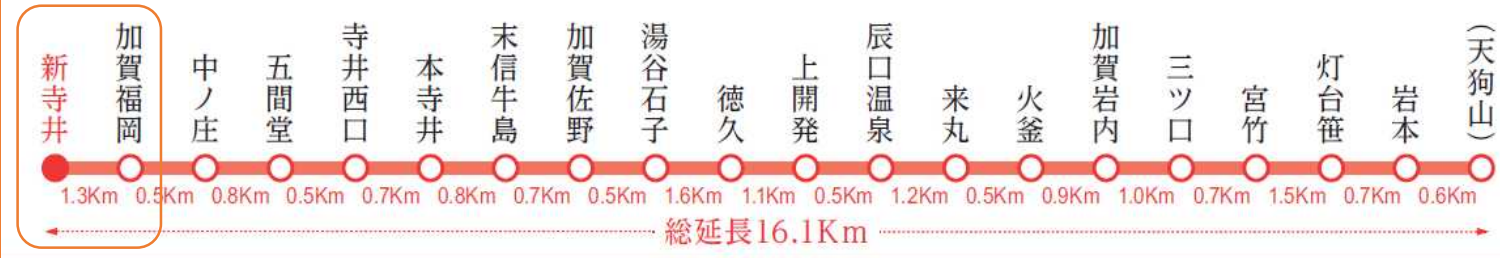 新寺井
加賀福岡
中ノ庄
五間堂
寺井西口
本寺井
末信牛島
加賀佐野
湯谷石子
徳久
上開発
辰口温泉
来丸
火釜
加賀岩内
三ツ口
宮竹
灯台笹
岩本
(天狗山)
1.3Km 0.5Km 0.8Km 0.5Km 0.7Km 0.8Km 0.7Km 0.5Km 1.6Km 1.1Km 0.5Km 1.2Km 0.5Km 0.9Km 1.0Km 0.7Km 1.5Km 0.7Km 0.6Km
総延長16.1Km